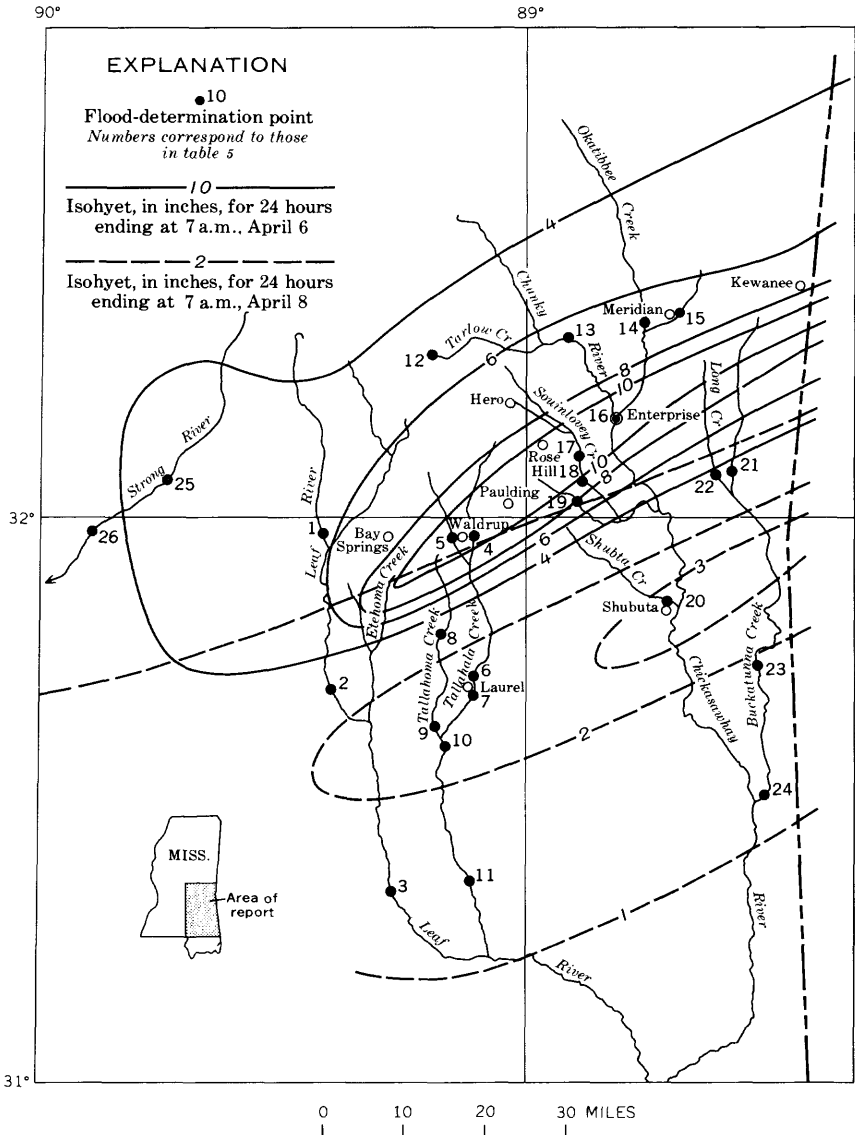 90°
89°
EXPLANATION
10
Flood-determination point
Numbers correspond to those
in table 5
10
Isohyet, in inches, for 24 hours
ending at 7 a.m., April 6
2
Isohyet, in inches, for 24 hours
ending at 7 a.m., April 8
Okatibbee
Creek
4
Chunky
River
Kewanee
Meridian
14
15
13
Tarlow Cr
12
6
8
10
Hero
Souinlovey Cr
16
Enterprise
Long Cr
Strong River
25
26
Rose
Hill
17
10
18
8
19
21
22
Paulding
32°
Leaf River
1
Bay
Springs
Waldrup
5
4
6
4
Etehoma Creek
Shubta Cr
3
20
Shubuta
8
Tallahoma Creek
Tallahala Creek
6
Laurel
7
2
9
10
Chickasawhay
River
Buckatunna Creek
23
2
24
MISS.
Area of
report
3
11
Leaf
River
1
31°
0 10 20 30 MILES